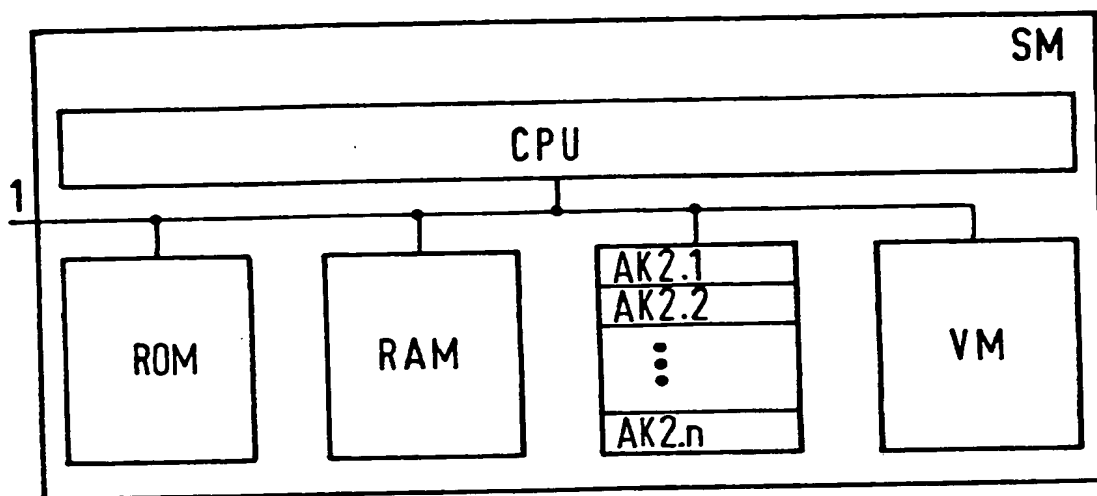 SM
CPU
1
ROM
RAM
AK2.1
AK2.2
AK2.n
VM